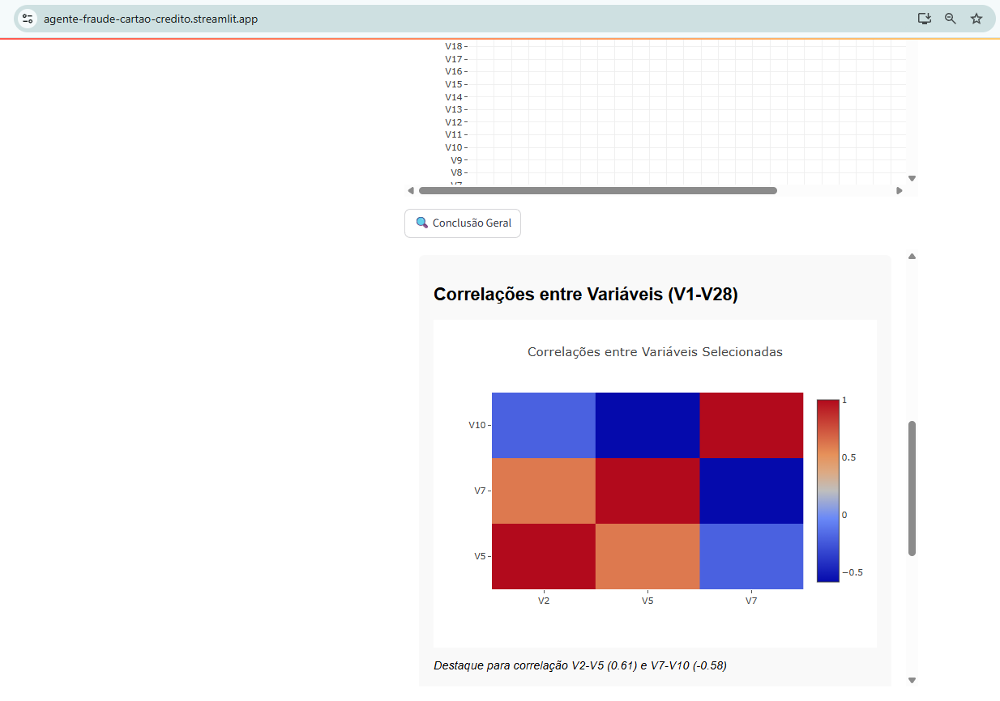 agente-fraude-cartao-credito.streamlit.app
V18
V17
V16
V15
V14
V13
V12
V11
V10
V9
V8
V7
Conclusão Geral
Correlações entre Variáveis (V1-V28)
Correlações entre Variáveis Selecionadas
V10
V7
V5
1
0.5
0
−0.5
V2 V5 V7
Destaque para correlação V2-V5 (0.61) e V7-V10 (-0.58)